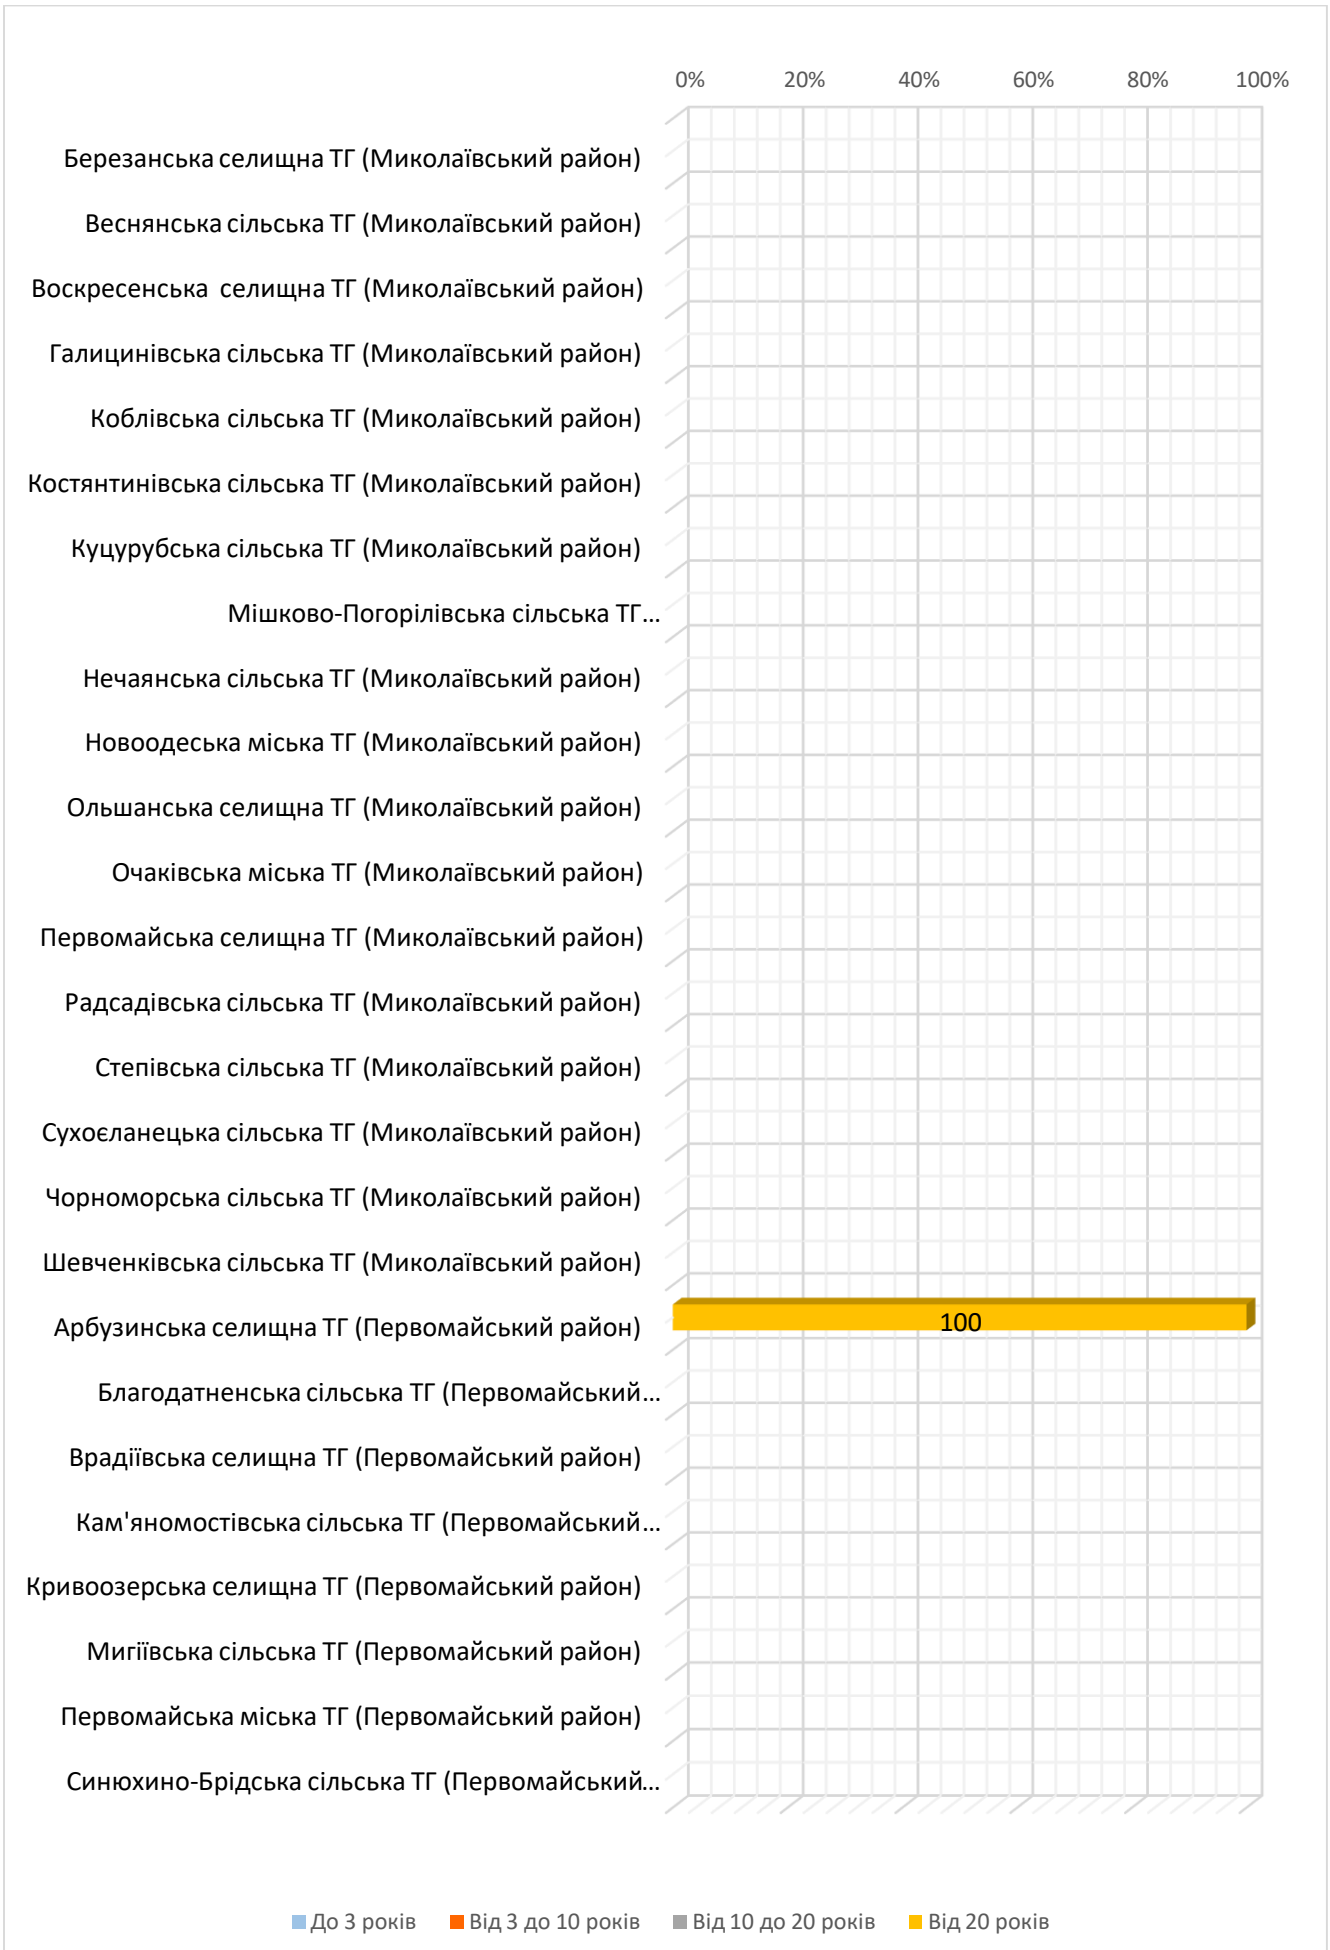 0% 20% 40% 60% 80% 100%
Березанська селищна ТГ (Миколаївський район)
Веснянська сільська ТГ (Миколаївський район)
Воскресенська селищна ТГ (Миколаївський район)
Галицинівська сільська ТГ (Миколаївський район)
Коблівська сільська ТГ (Миколаївський район)
Костянтинівська сільська ТГ (Миколаївський район)
Куцурубська сільська ТГ (Миколаївський район)
Мішково-Погорілівська сільська ТГ...
Нечаянська сільська ТГ (Миколаївський район)
Новоодеська міська ТГ (Миколаївський район)
Ольшанська селищна ТГ (Миколаївський район)
Очаківська міська ТГ (Миколаївський район)
Первомайська селищна ТГ (Миколаївський район)
Радсадівська сільська ТГ (Миколаївський район)
Степівська сільська ТГ (Миколаївський район)
Сухоєланецька сільська ТГ (Миколаївський район)
Чорноморська сільська ТГ (Миколаївський район)
Шевченківська сільська ТГ (Миколаївський район)
Арбузинська селищна ТГ (Первомайський район) 100
Благодатненська сільська ТГ (Первомайський...
Врадіївська селищна ТГ (Первомайський район)
Кам'яномостівська сільська ТГ (Первомайський...
Кривоозерська селищна ТГ (Первомайський район)
Мигіївська сільська ТГ (Первомайський район)
Первомайська міська ТГ (Первомайський район)
Синюхино-Брідська сільська ТГ (Первомайський...
До 3 років Від 3 до 10 років Від 10 до 20 років Від 20 років